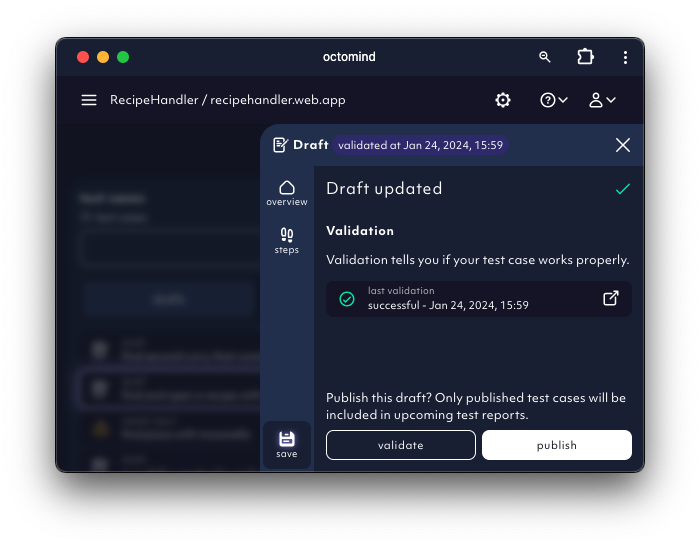 octomind
RecipeHandler / recipehandler.web.app
Draft validated at Jan 24, 2024, 15:59
overview
steps
save
Draft updated
Validation
Validation tells you if your test case works properly.
last validation
successful - Jan 24, 2024, 15:59
Publish this draft? Only published test cases will be
included in upcoming test reports.
validate
publish